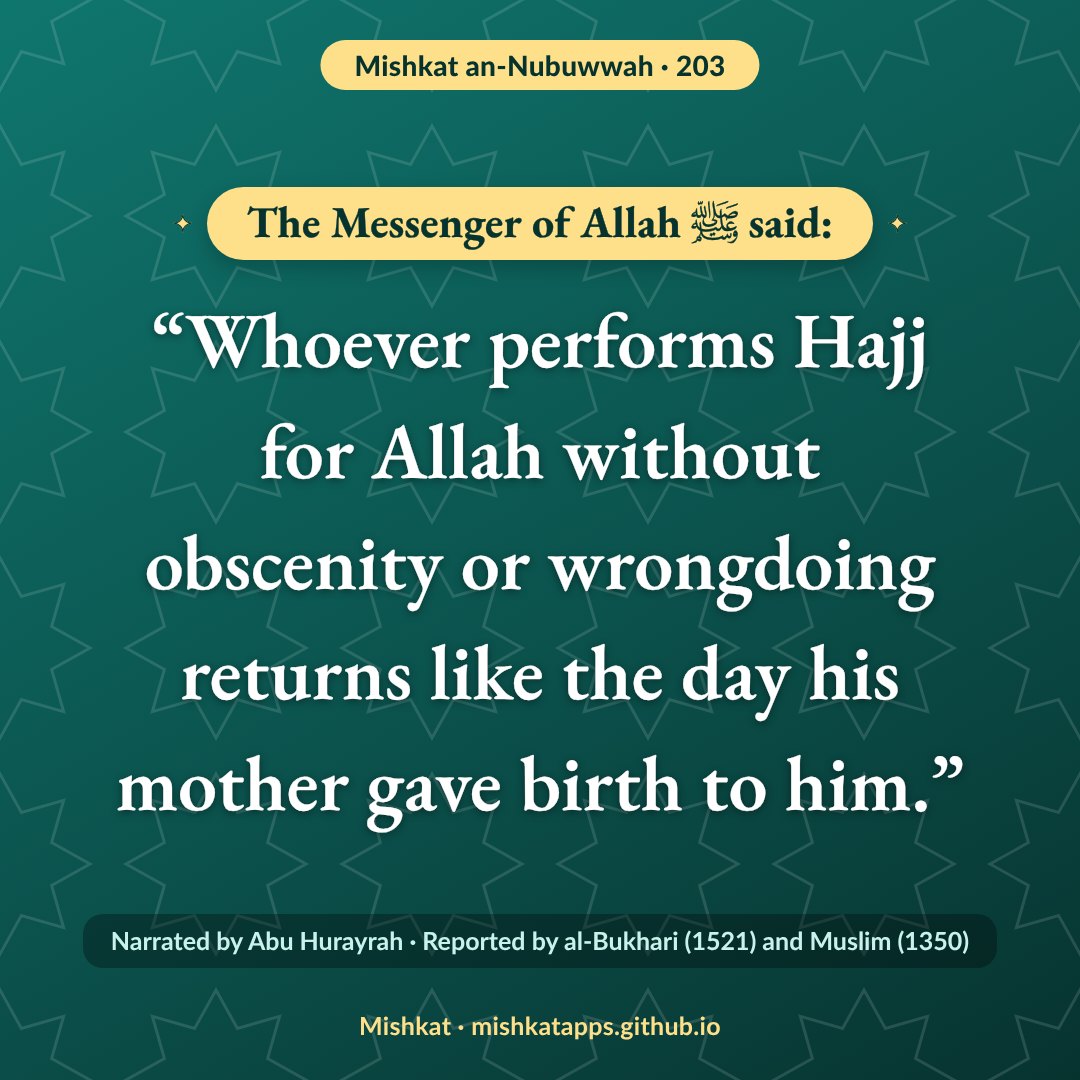 Mishkat an-Nubuwwah · 203
The Messenger of Allah ﷺ said:
“Whoever performs Hajj
for Allah without
obscenity or wrongdoing
returns like the day his
mother gave birth to him.”
Narrated by Abu Hurayrah · Reported by al-Bukhari (1521) and Muslim (1350)
Mishkat · mishkatapps.github.io